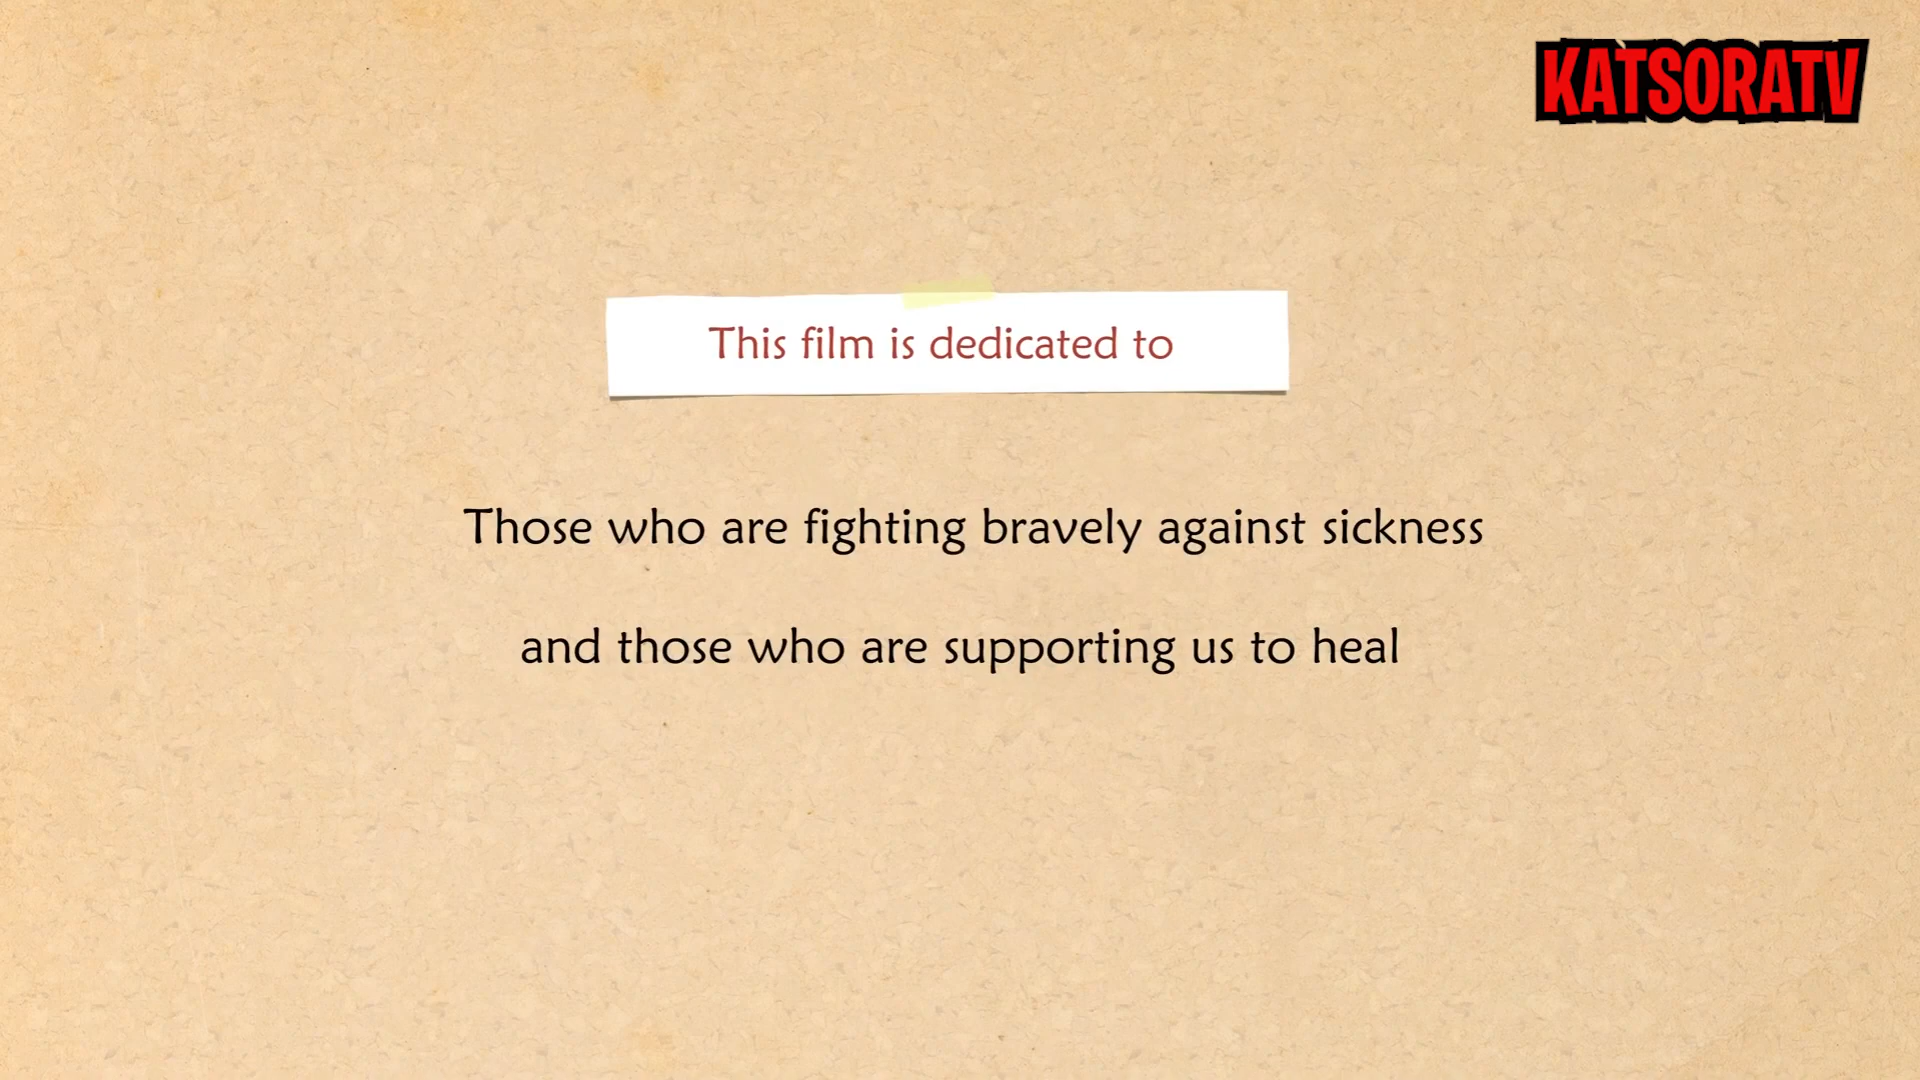 KATSORATV
This film is dedicated to
Those who are fighting bravely against sickness
and those who are supporting us to heal